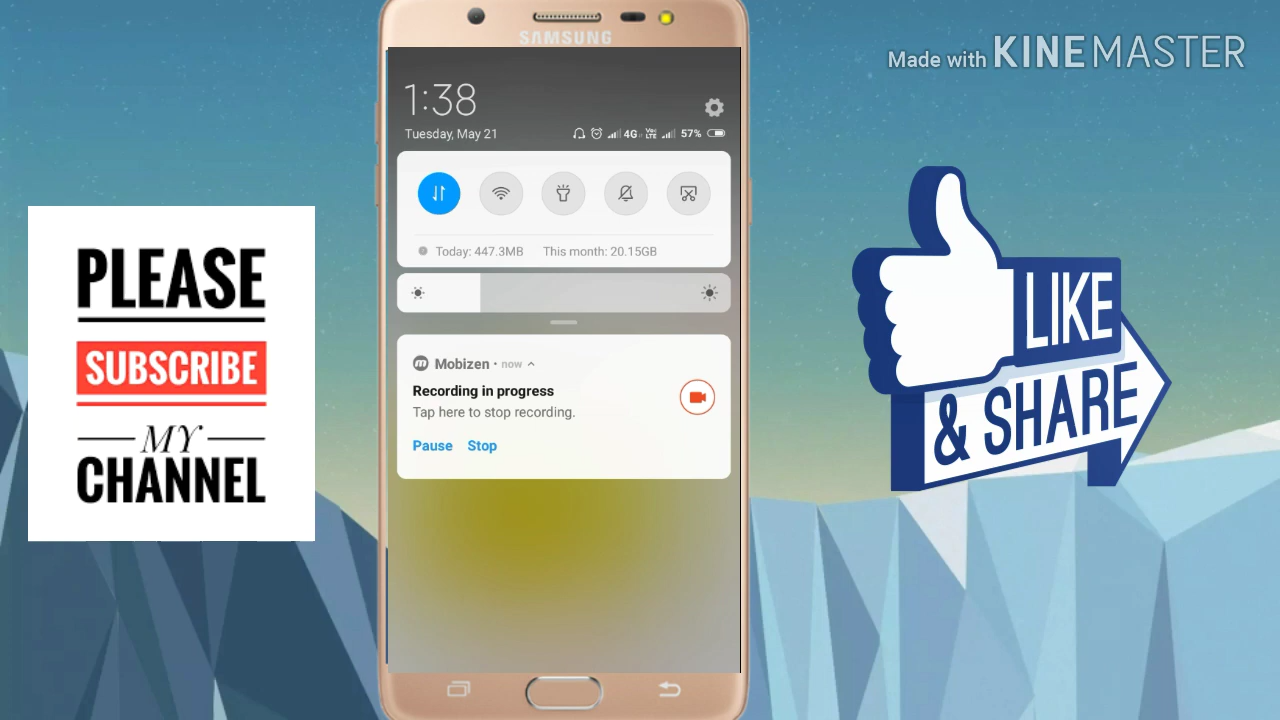 SAMSUNG
Made with KINEMASTER
1:38
Tuesday, May 21
4G VoLTE 57%
Today: 447.3MB This month: 20.15GB
Mobizen • now
Recording in progress
Tap here to stop recording.
Pause Stop
PLEASE
SUBSCRIBE
MY
CHANNEL
LIKE
& SHARE